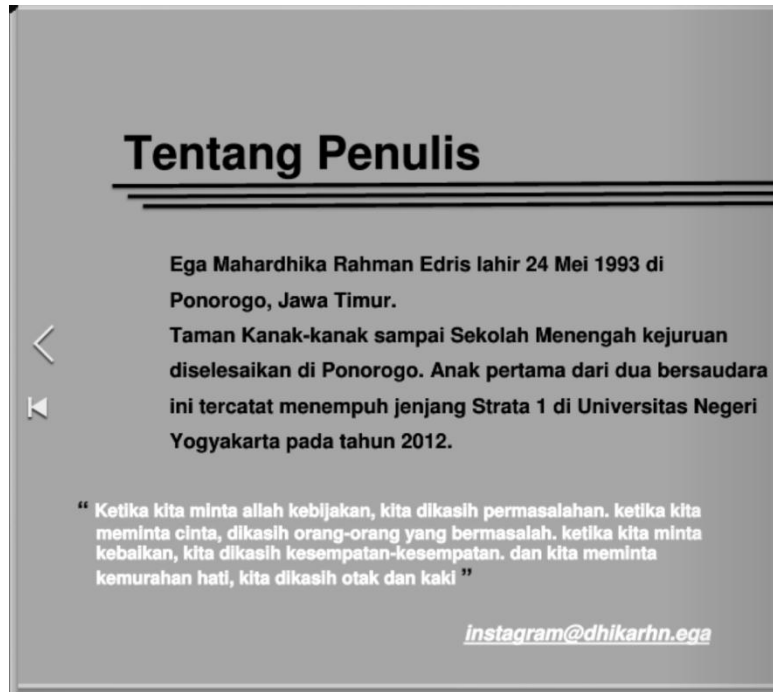 Tentang Penulis
Ega Mahardhika Rahman Edris lahir 24 Mei 1993 di
Ponorogo, Jawa Timur.
Taman Kanak-kanak sampai Sekolah Menengah kejuruan
diselesaikan di Ponorogo. Anak pertama dari dua bersaudara
ini tercatat menempuh jenjang Strata 1 di Universitas Negeri
Yogyakarta pada tahun 2012.
“ Ketika kita minta allah kebijakan, kita dikasih permasalahan. ketika kita
meminta cinta, dikasih orang-orang yang bermasalah. ketika kita minta
kebaikan, kita dikasih kesempatan-kesempatan. dan kita meminta
kemurahan hati, kita dikasih otak dan kaki ”
instagram@dhikarhn.ega